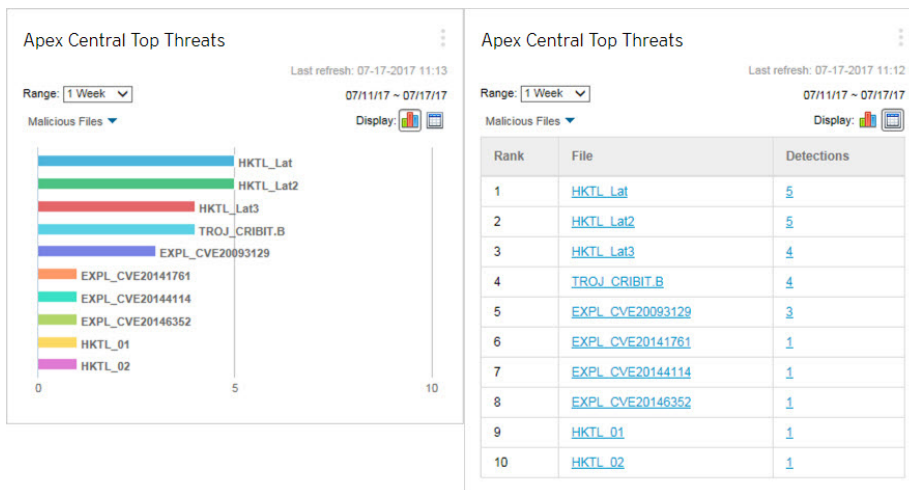 Apex Central Top Threats
Last refresh: 07-17-2017 11:13
Range: 1 Week
07/11/17 ~ 07/17/17
Malicious Files
Display:
HKTL_Lat
HKTL_Lat2
HKTL_Lat3
TROJ_CRIBIT.B
EXPL_CVE20093129
EXPL_CVE20141761
EXPL_CVE20144114
EXPL_CVE20146352
HKTL_01
HKTL_02
0 5 10
Apex Central Top Threats
Last refresh: 07-17-2017 11:12
Range: 1 Week
07/11/17 ~ 07/17/17
Malicious Files
Display:
Rank File Detections
1 HKTL_Lat 5
2 HKTL_Lat2 5
3 HKTL_Lat3 4
4 TROJ_CRIBIT.B 4
5 EXPL_CVE20093129 3
6 EXPL_CVE20141761 1
7 EXPL_CVE20144114 1
8 EXPL_CVE20146352 1
9 HKTL_01 1
10 HKTL_02 1